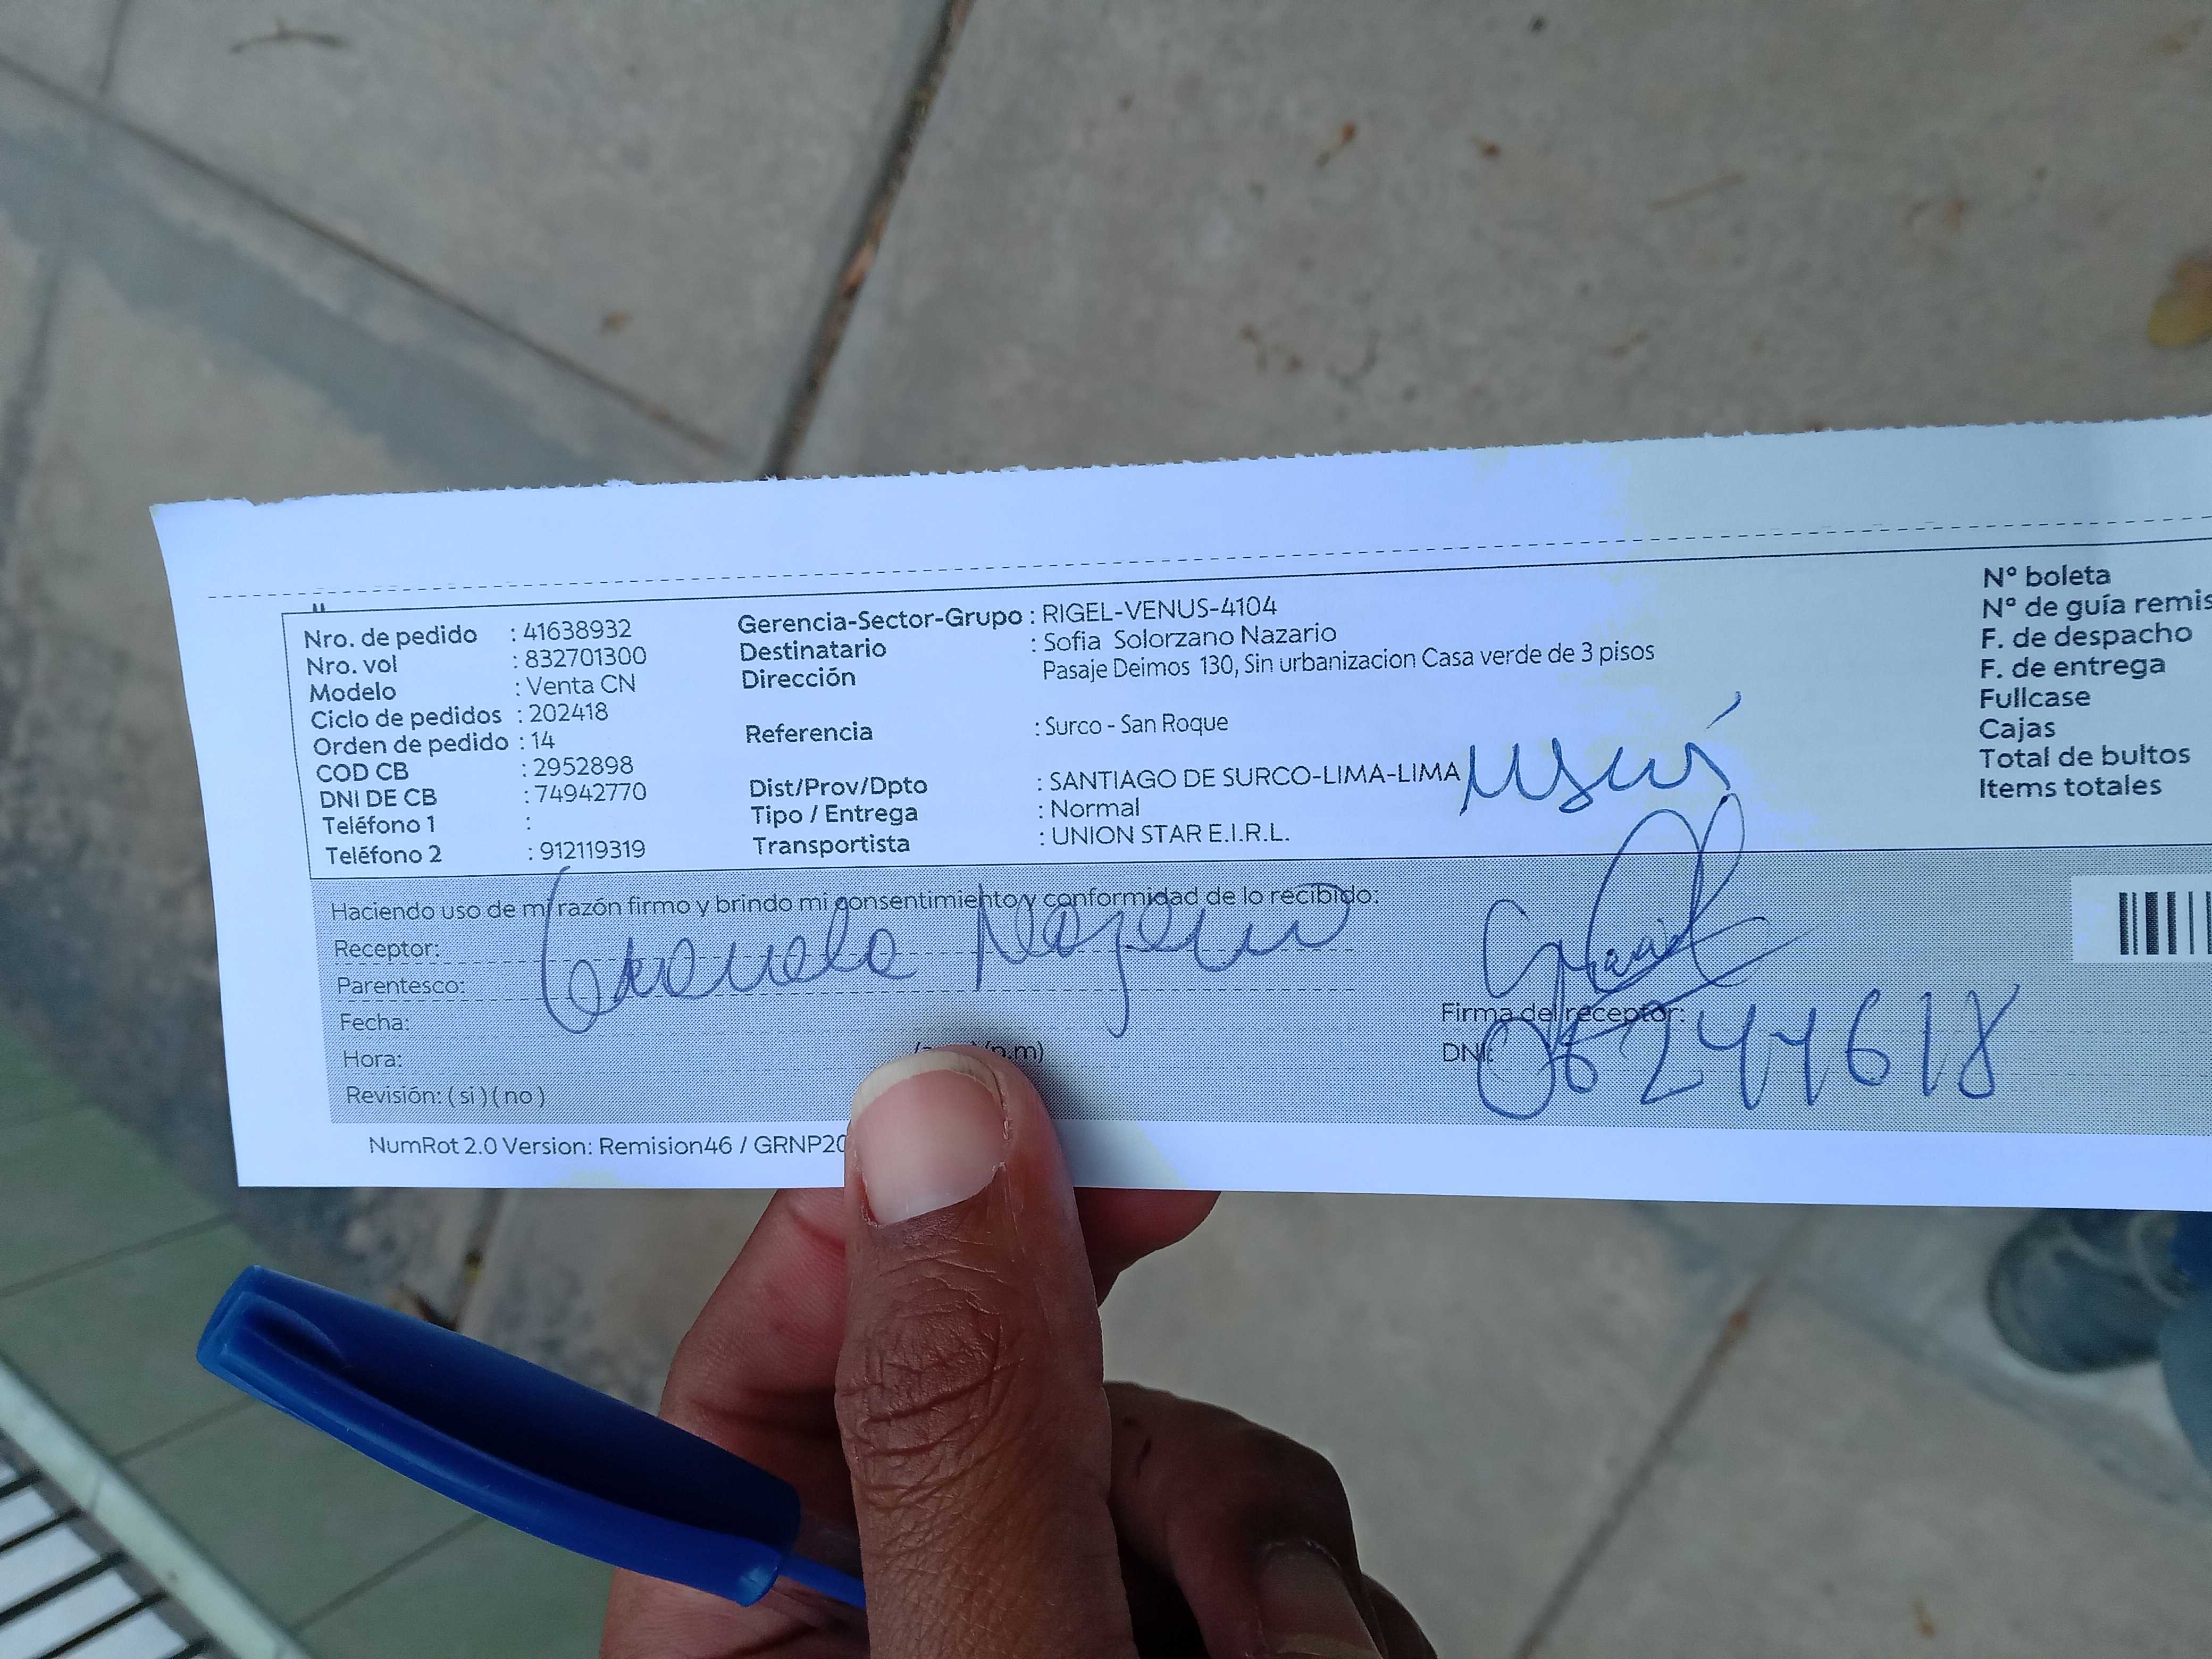 Nro. de pedido : 41638932
Nro. vol : 832701300
Modelo : Venta CN
Ciclo de pedidos : 202418
Orden de pedido : 14
COD CB : 2952898
DNI DE CB : 74942770
Teléfono 1 :
Teléfono 2 : 912119319
Gerencia-Sector-Grupo : RIGEL-VENUS-4104
Destinatario : Sofia Solorzano Nazario
Dirección Pasaje Deimos 130, Sin urbanizacion Casa verde de 3 pisos
Referencia : Surco - San Roque
Dist/Prov/Dpto : SANTIAGO DE SURCO-LIMA-LIMA
Tipo / Entrega : Normal
Transportista : UNION STAR E.I.R.L.
N° boleta
N° de guía remis
F. de despacho
F. de entrega
Fullcase
Cajas
Total de bultos
Items totales
Haciendo uso de mi razón firmo y brindo mi consentimiento y conformidad de lo recibido:
Receptor: Nazario
Parentesco:
Fecha:
Hora: p.m)
Revisión: ( si ) ( no )
Firma del receptor:
DNI: 06244618
NumRot 2.0 Version: Remision46 / GRNP20